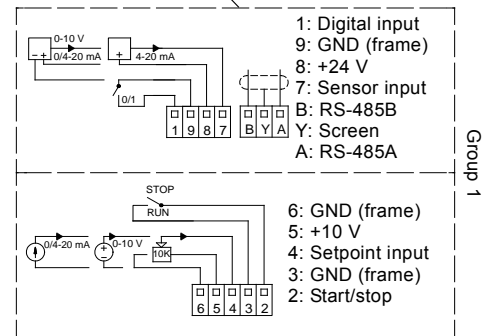 0-10 V
0/4-20 mA
4-20 mA
- +
+
0/1
1 9 8 7
B Y A
1: Digital input
9: GND (frame)
8: +24 V
7: Sensor input
B: RS-485B
Y: Screen
A: RS-485A
Group 1
STOP
RUN
0/4-20 mA
+
-
0-10 V
10K
6 5 4 3 2
6: GND (frame)
5: +10 V
4: Setpoint input
3: GND (frame)
2: Start/stop